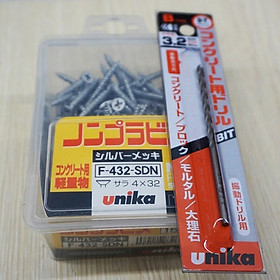 ノンプラビ
シルバーメッキ
コンクリート用
軽量物
F-432-SDN
サラ 4×32
unika
B
3.2
コンクリート用ドリル
BIT
コンクリート/ブロック/モルタル/大理石
振動ドリル用
unika